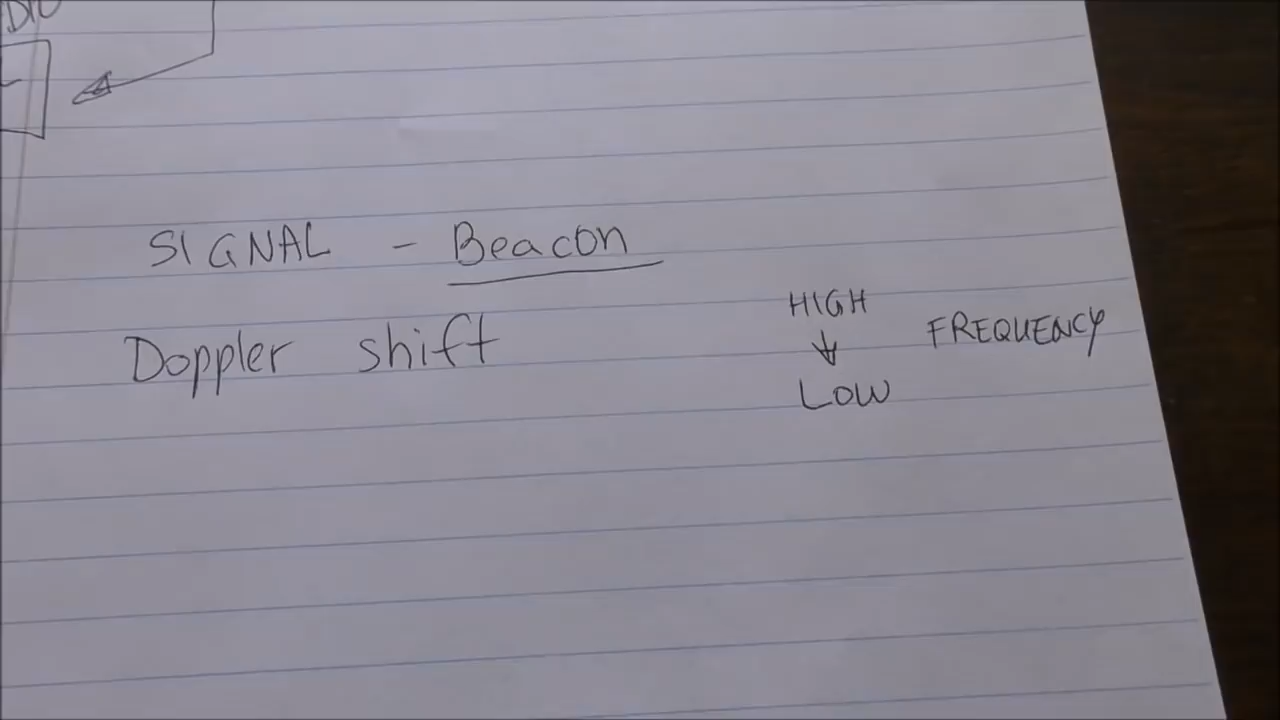 SIGNAL - Beacon
HIGH
Doppler shift
FREQUENCY
LOW